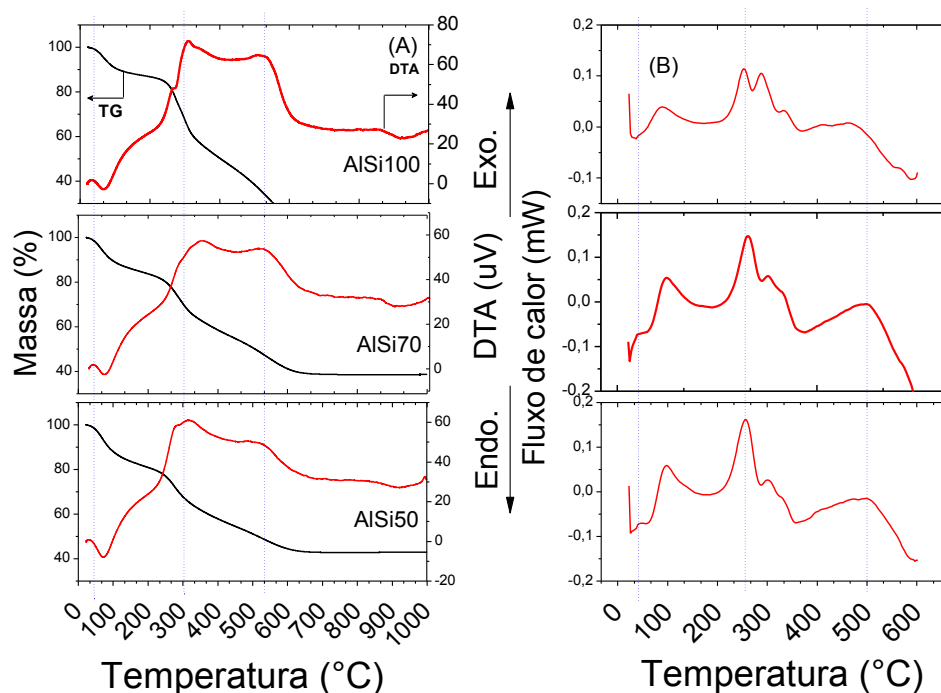 (A)
DTA
TG
AlSi100
100
80
60
40
80
60
40
20
0
AlSi70
100
80
60
40
60
40
20
0
AlSi50
100
80
60
40
60
40
20
0
-20
Massa (%)
DTA (uV)
0 100 200 300 400 500 600 700 800 900 1000
Temperatura (°C)
Exo.
Endo.
(B)
0,2
0,1
0,0
-0,1
0,2
0,1
0,0
-0,1
-0,2
0,2
0,1
0,0
-0,1
-0,2
Fluxo de calor (mW)
0 100 200 300 400 500 600
Temperatura (°C)